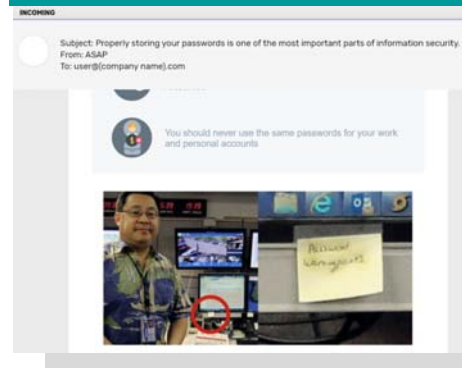 INCOMING
Subject: Properly storing your passwords is one of the most important parts of information security.
From: ASAP
To: user@(company name).com
You should never use the same passwords for your work
and personal accounts
Password